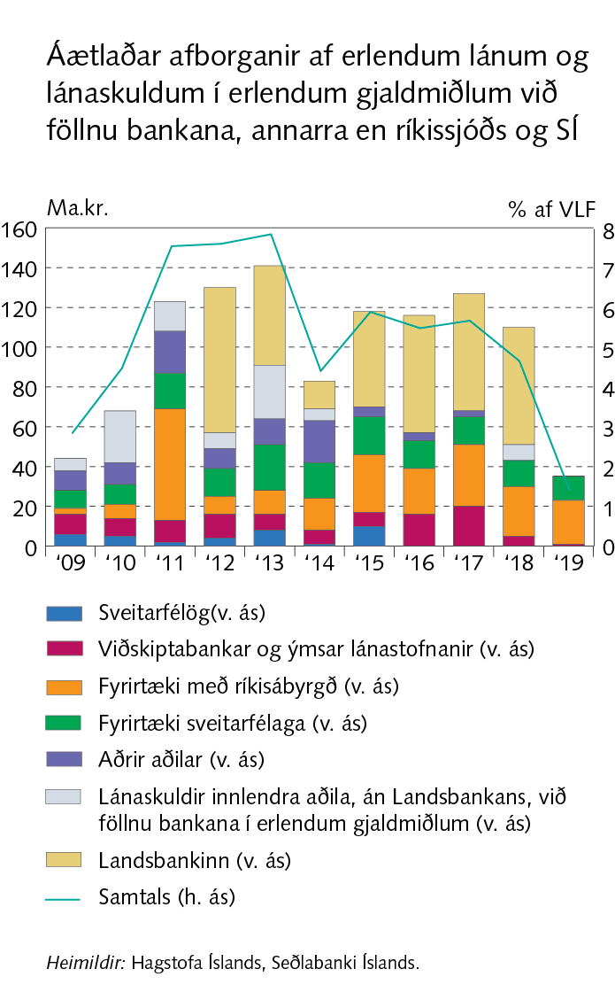 Áætlaðar afborganir af erlendum lánum og
lánaskuldum í erlendum gjaldmiðlum við
föllnu bankana, annarra en ríkissjóðs og SÍ
Ma.kr.
% af VLF
160
140
120
100
80
60
40
20
0
8
7
6
5
4
3
2
1
0
‘09 ‘10 ‘11 ‘12 ‘13 ‘14 ‘15 ‘16 ‘17 ‘18 ‘19
Sveitarfélög(v. ás)
Viðskiptabankar og ýmsar lánastofnanir (v. ás)
Fyrirtæki með ríkisábyrgð (v. ás)
Fyrirtæki sveitarfélaga (v. ás)
Aðrir aðilar (v. ás)
Lánaskuldir innlendra aðila, án Landsbankans, við
föllnu bankana í erlendum gjaldmiðlum (v. ás)
Landsbankinn (v. ás)
Samtals (h. ás)
Heimildir: Hagstofa Íslands, Seðlabanki Íslands.